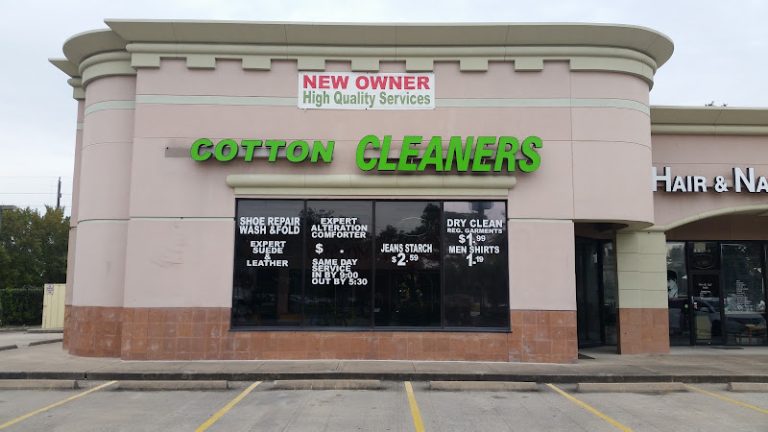 NEW OWNER
High Quality Services
COTTON CLEANERS
HAIR & NA
SHOE REPAIR
WASH & FOLD
EXPERT
SUEDE
&
LEATHER
EXPERT
ALTERATION
COMFORTER
$ .
SAME DAY
SERVICE
IN BY 9:00
OUT BY 5:30
JEANS STARCH
$2.59
DRY CLEAN
REG. GARMENTS
$1.99
MEN SHIRTS
1.19